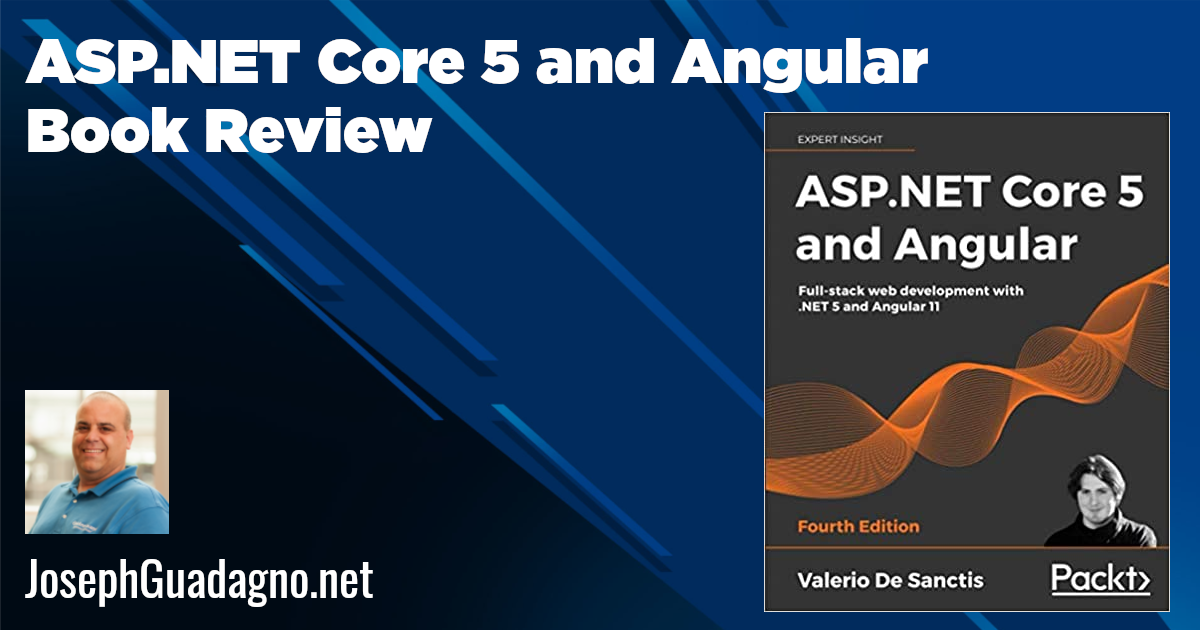 ASP.NET Core 5 and Angular
Book Review
EXPERT INSIGHT
ASP.NET Core 5
and Angular
Full-stack web development with
.NET 5 and Angular 11
Fourth Edition
Valerio De Sanctis
Packt>
JosephGuadagno.net